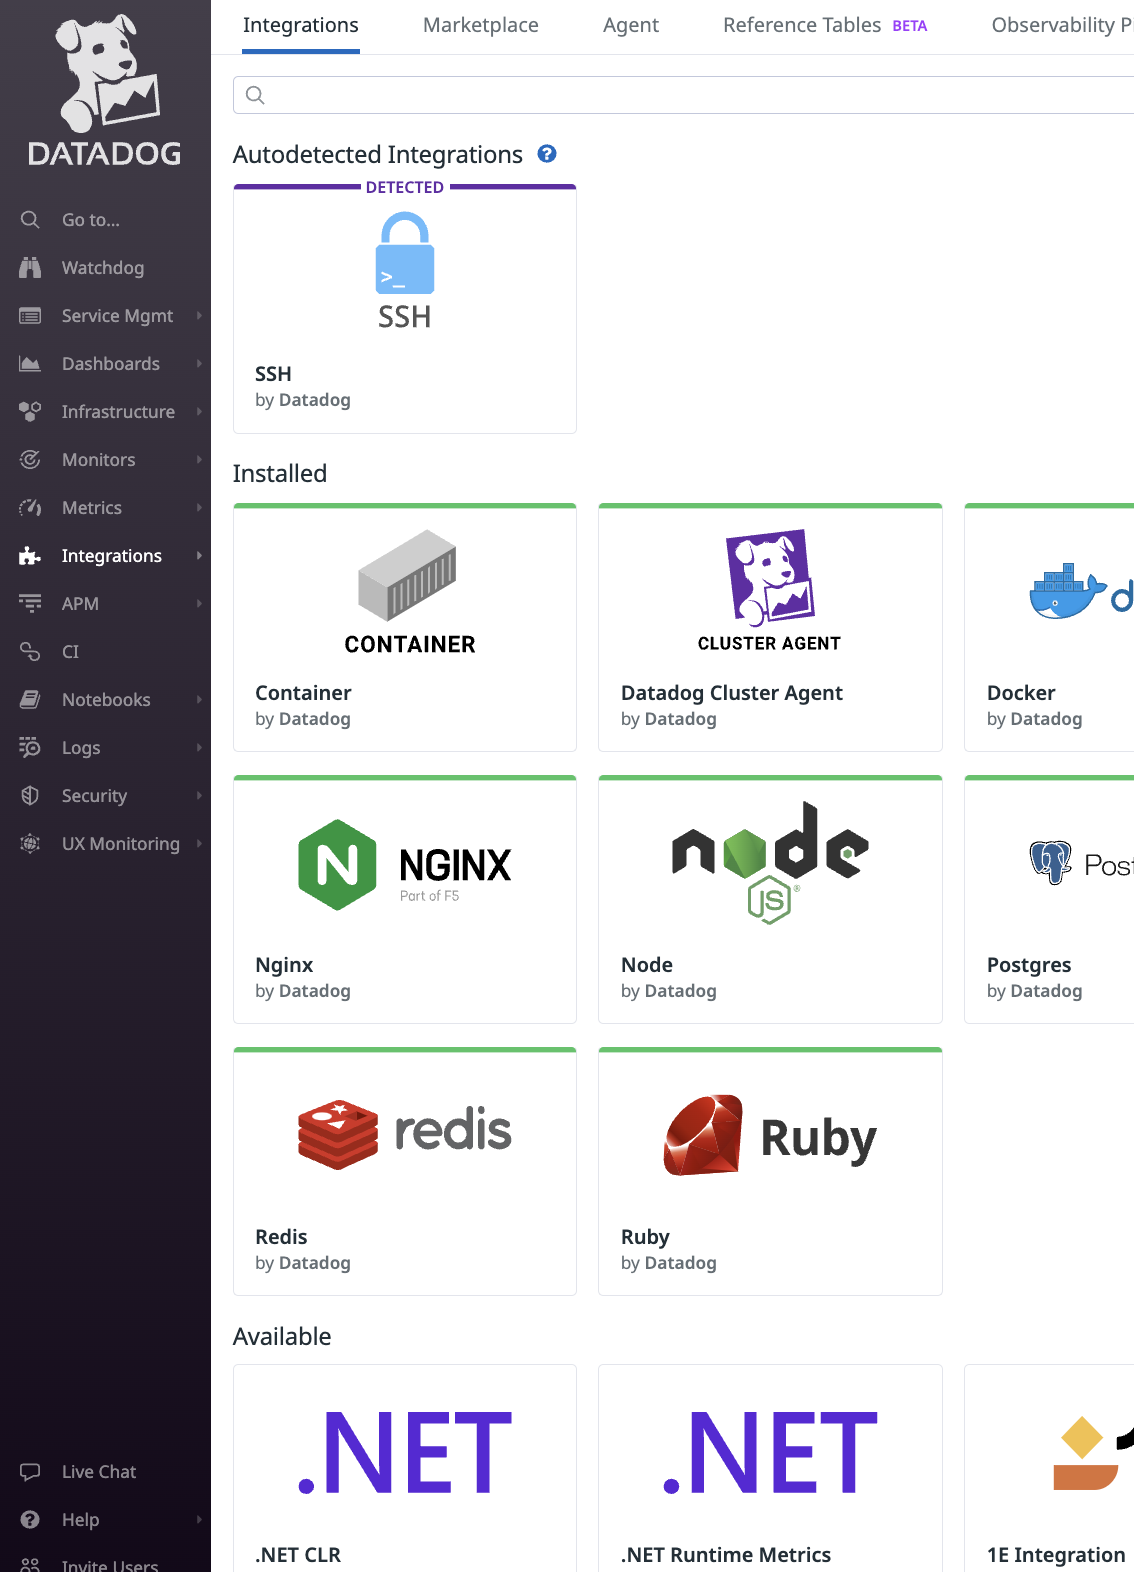 DATADOG
Go to...
Watchdog
Service Mgmt
Dashboards
Infrastructure
Monitors
Metrics
Integrations
APM
CI
Notebooks
Logs
Security
UX Monitoring
Live Chat
Help
Invite Users
Integrations Marketplace Agent Reference Tables BETA Observability P
Autodetected Integrations ?
DETECTED
>_
SSH
SSH
by Datadog
Installed
CONTAINER
Container
by Datadog
CLUSTER AGENT
Datadog Cluster Agent
by Datadog
d
Docker
by Datadog
N NGINX
Part of F5
Nginx
by Datadog
node
JS ®
Node
by Datadog
Post
Postgres
by Datadog
redis
Redis
by Datadog
Ruby
Ruby
by Datadog
Available
.NET
.NET CLR
.NET
.NET Runtime Metrics
1E Integration